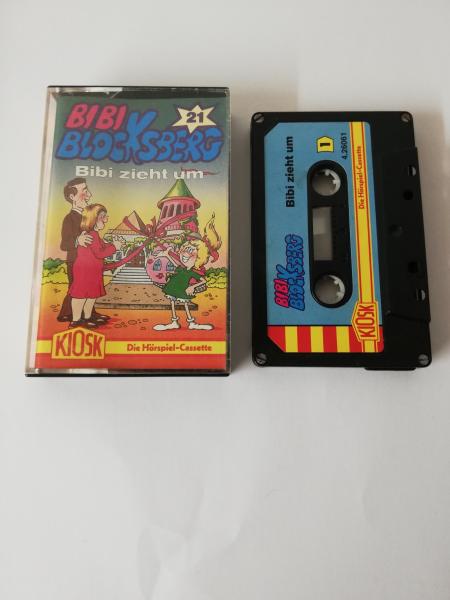 BIBI
BLOCKSBERG
21
Bibi zieht um
KIOSK
Die Hörspiel-Cassette
BIBI
BLOCKSBERG
Bibi zieht um
1
4.26061
KIOSK
Die Hörspiel-Cassette